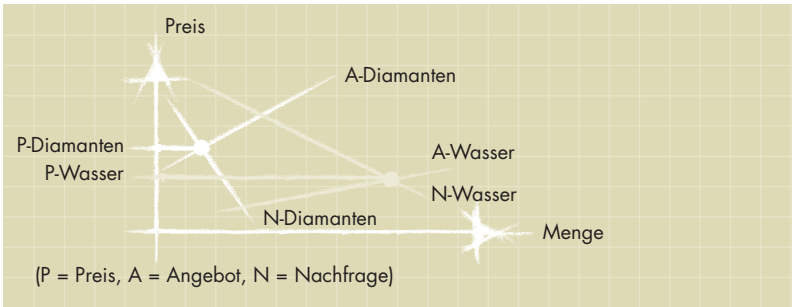 Preis
A-Diamanten
P-Diamanten
A-Wasser
P-Wasser
N-Wasser
N-Diamanten
Menge
(P = Preis, A = Angebot, N = Nachfrage)